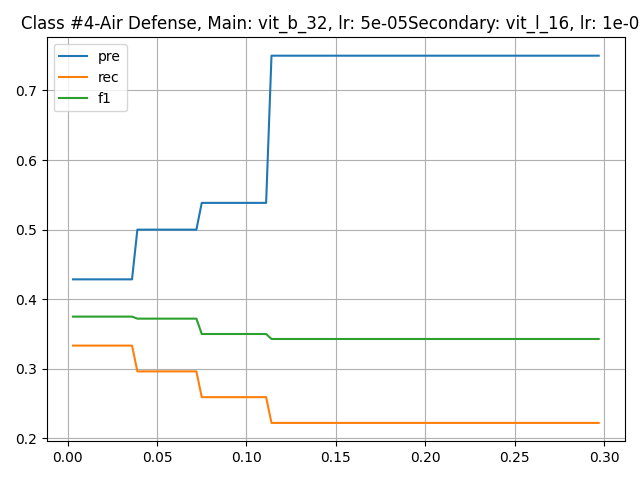 Class #4-Air Defense, Main: vit_b_32, lr: 5e-05Secondary: vit_l_16, lr: 1e-0
pre
rec
f1
0.7
0.6
0.5
0.4
0.3
0.2
0.00 0.05 0.10 0.15 0.20 0.25 0.30